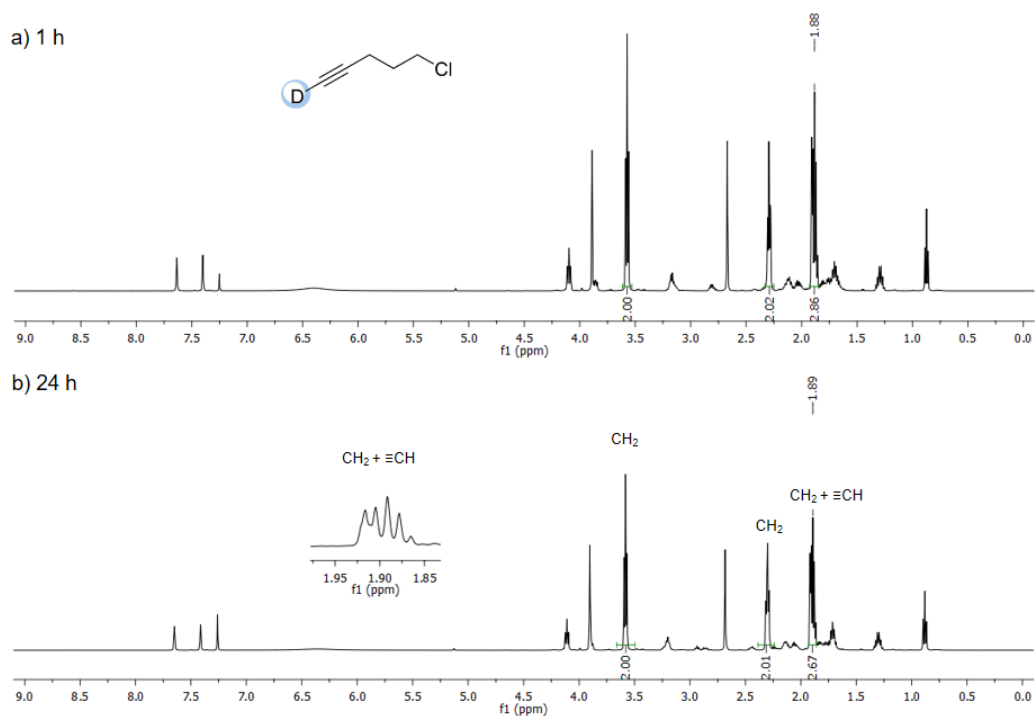 a) 1 h
D
Cl
1.88
2.00
2.02
2.86
9.0 8.5 8.0 7.5 7.0 6.5 6.0 5.5 5.0 4.5 4.0 3.5 3.0 2.5 2.0 1.5 1.0 0.5 0.0
f1 (ppm)
b) 24 h
1.89
CH₂
CH₂ + ≡CH
CH₂ + ≡CH
CH₂
1.95 1.90 1.85
f1 (ppm)
2.00
2.01
2.67
9.0 8.5 8.0 7.5 7.0 6.5 6.0 5.5 5.0 4.5 4.0 3.5 3.0 2.5 2.0 1.5 1.0 0.5 0.0
f1 (ppm)